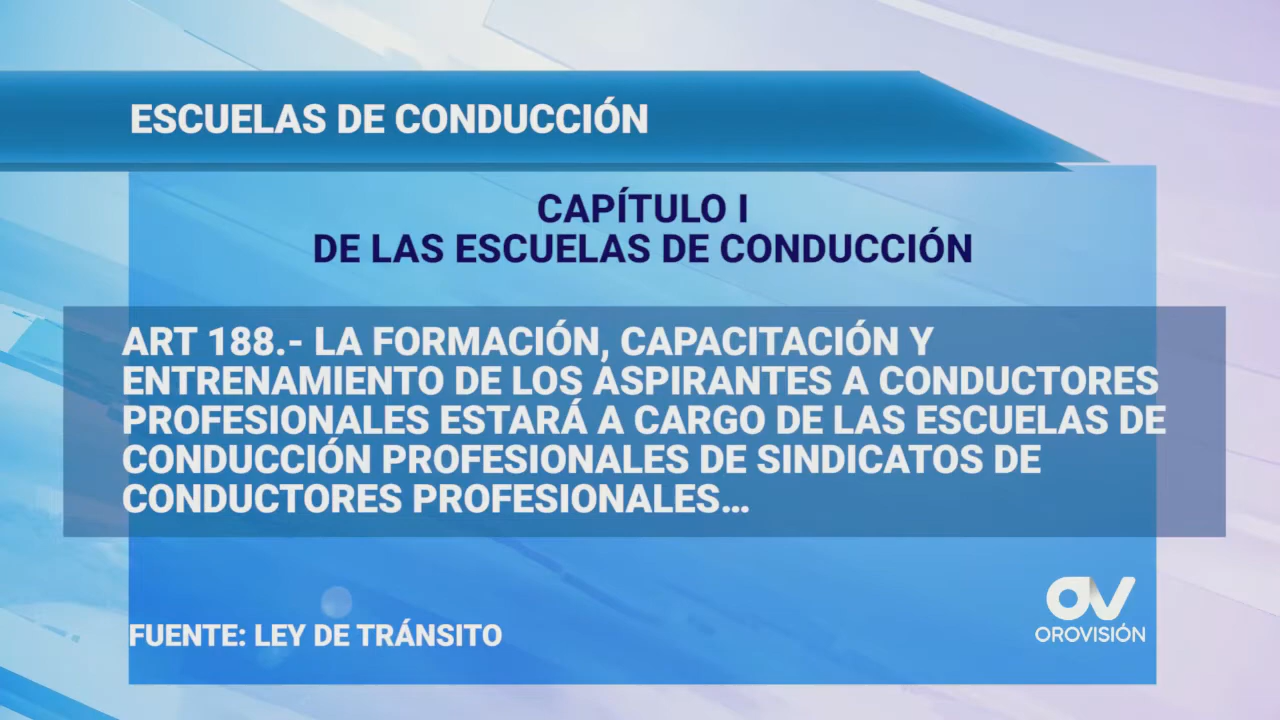 ESCUELAS DE CONDUCCIÓN
CAPÍTULO I
DE LAS ESCUELAS DE CONDUCCIÓN
ART 188.- LA FORMACIÓN, CAPACITACIÓN Y
ENTRENAMIENTO DE LOS ASPIRANTES A CONDUCTORES
PROFESIONALES ESTARÁ A CARGO DE LAS ESCUELAS DE
CONDUCCIÓN PROFESIONALES DE SINDICATOS DE
CONDUCTORES PROFESIONALES...
FUENTE: LEY DE TRÁNSITO
OV
OROVISIÓN